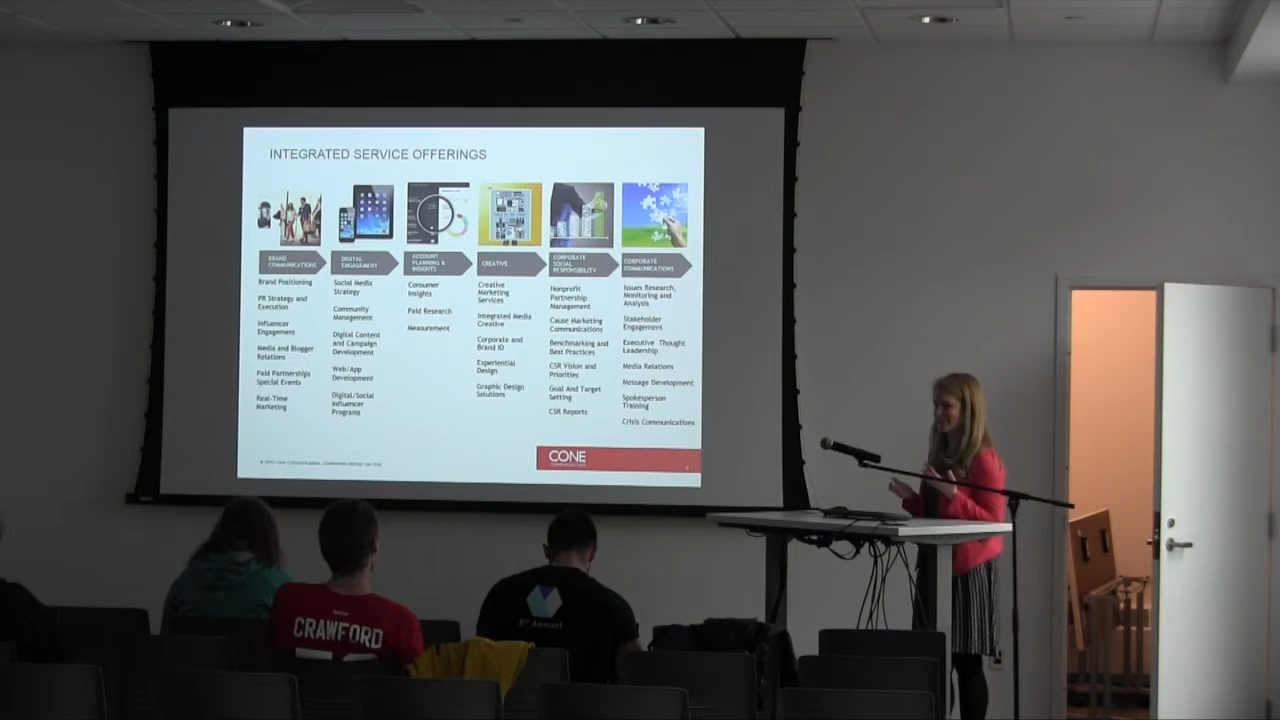 INTEGRATED SERVICE OFFERINGS
BRAND
COMMUNICATIONS
Brand Positioning
PR Strategy and
Execution
Influencer
Engagement
Media and Blogger
Relations
Paid Partnerships
Special Events
Real-Time
Marketing
DIGITAL
ENGAGEMENT
Social Media
Strategy
Community
Management
Digital Content
and Campaign
Development
Web/App
Development
Digital/Social
Influencer
Programs
ACCOUNT
PLANNING &
INSIGHTS
Consumer
Insights
Paid Research
Measurement
CREATIVE
Creative
Marketing
Services
Integrated Media
Creative
Corporate and
Brand ID
Experiential
Design
Graphic Design
Solutions
CORPORATE
SOCIAL
RESPONSIBILITY
Nonprofit
Partnership
Management
Cause Marketing
Communications
Benchmarking and
Best Practices
CSR Vision and
Priorities
Goal And Target
Setting
CSR Reports
CORPORATE
COMMUNICATIONS
Issues Research,
Monitoring and
Analysis
Stakeholder
Engagement
Executive Thought
Leadership
Media Relations
Message Development
Spokesperson
Training
Crisis Communications
CONE
COMMUNICATIONS
CRAWFORD
Annual